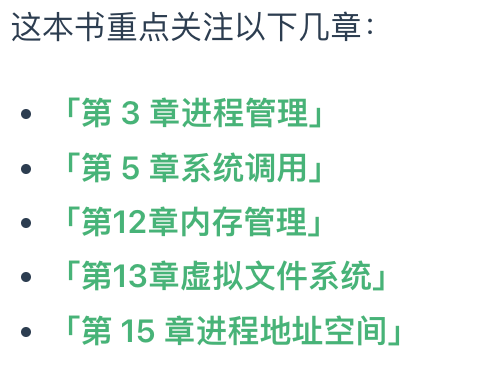 这本书重点关注以下几章：
「第 3 章进程管理」
「第 5 章系统调用」
「第12章内存管理」
「第13章虚拟文件系统」
「第 15 章进程地址空间」